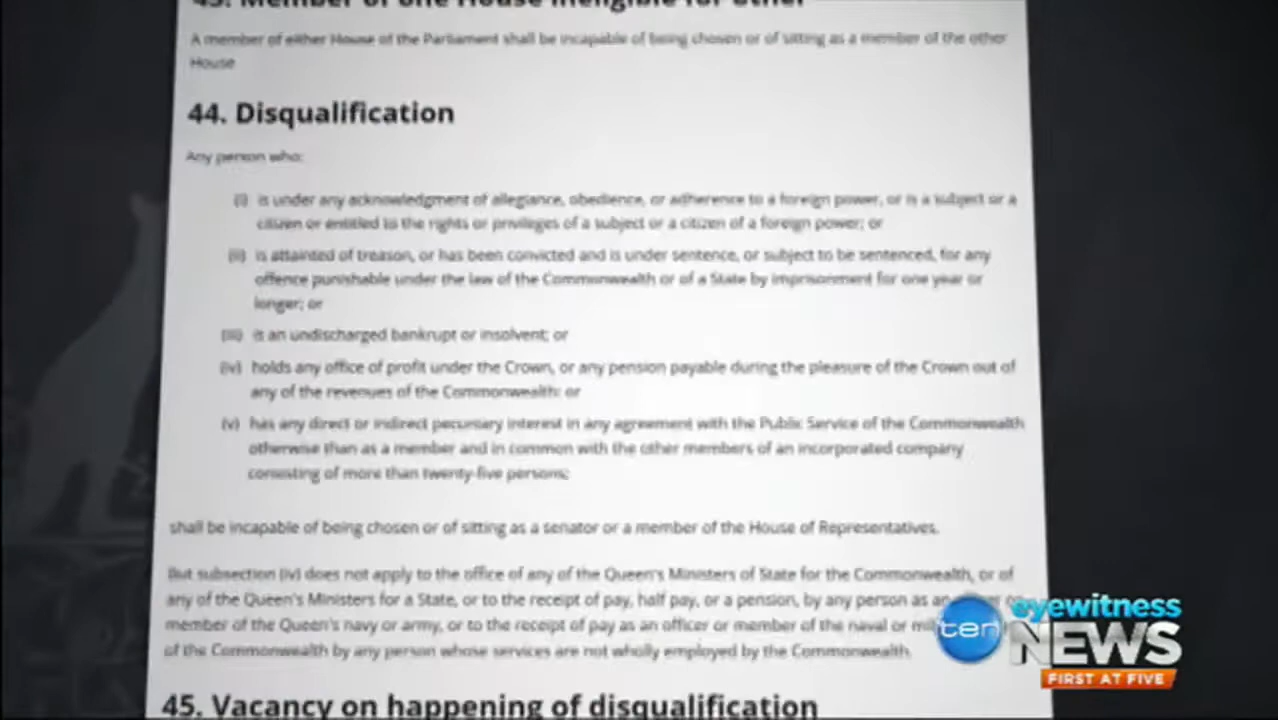 43. Member of one House ineligible for other
A member of either House of the Parliament shall be incapable of being chosen or of sitting as a member of the other
House
44. Disqualification
Any person who:
(i) is under any acknowledgment of allegiance, obedience, or adherence to a foreign power, or is a subject or a
citizen or entitled to the rights or privileges of a subject or a citizen of a foreign power; or
(ii) is attainted of treason, or has been convicted and is under sentence, or subject to be sentenced, for any
offence punishable under the law of the Commonwealth or of a State by imprisonment for one year or
longer; or
(iii) is an undischarged bankrupt or insolvent; or
(iv) holds any office of profit under the Crown, or any pension payable during the pleasure of the Crown out of
any of the revenues of the Commonwealth: or
(v) has any direct or indirect pecuniary interest in any agreement with the Public Service of the Commonwealth
otherwise than as a member and in common with the other members of an incorporated company
consisting of more than twenty-five persons;
shall be incapable of being chosen or of sitting as a senator or a member of the House of Representatives.
But subsection (iv) does not apply to the office of any of the Queen's Ministers of State for the Commonwealth, or of
any of the Queen's Ministers for a State, or to the receipt of pay, half pay, or a pension, by any person as an
member of the Queen's navy or army, or to the receipt of pay as an officer or member of the naval or
of the Commonwealth by any person whose services are not wholly employed by the Commonwealth.
45. Vacancy on happening of disqualification
ten eyewitness
NEWS
FIRST AT FIVE